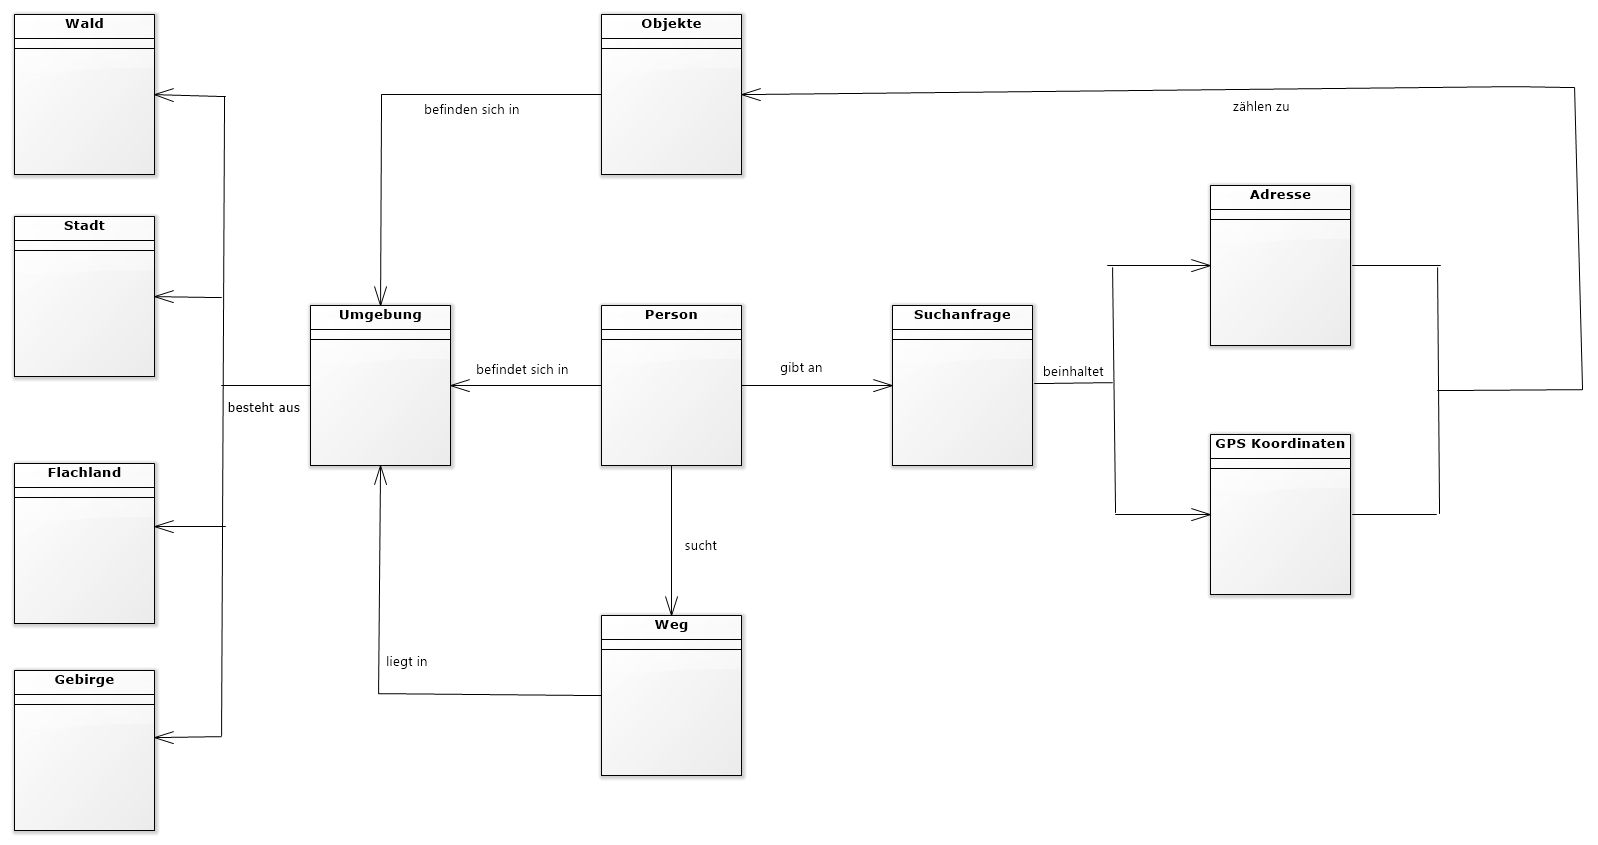 Wald
Objekte
befinden sich in
zählen zu
Adresse
Stadt
Umgebung
Person
Suchanfrage
befindet sich in
gibt an
beinhaltet
besteht aus
GPS Koordinaten
Flachland
sucht
Weg
liegt in
Gebirge